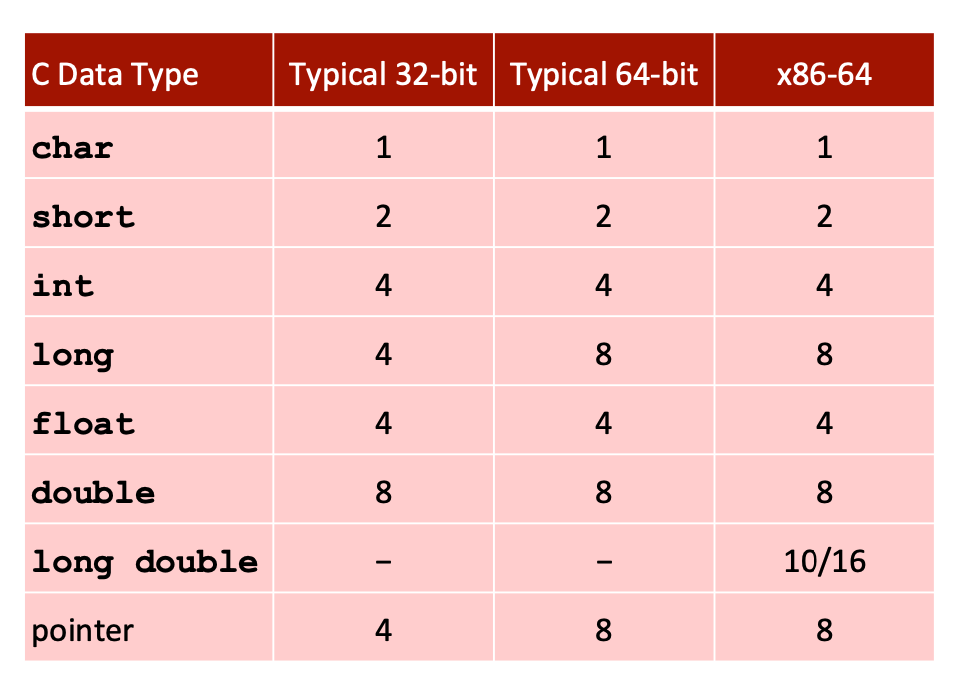 C Data Type Typical 32-bit Typical 64-bit x86-64
char 1 1 1
short 2 2 2
int 4 4 4
long 4 8 8
float 4 4 4
double 8 8 8
long double – – 10/16
pointer 4 8 8